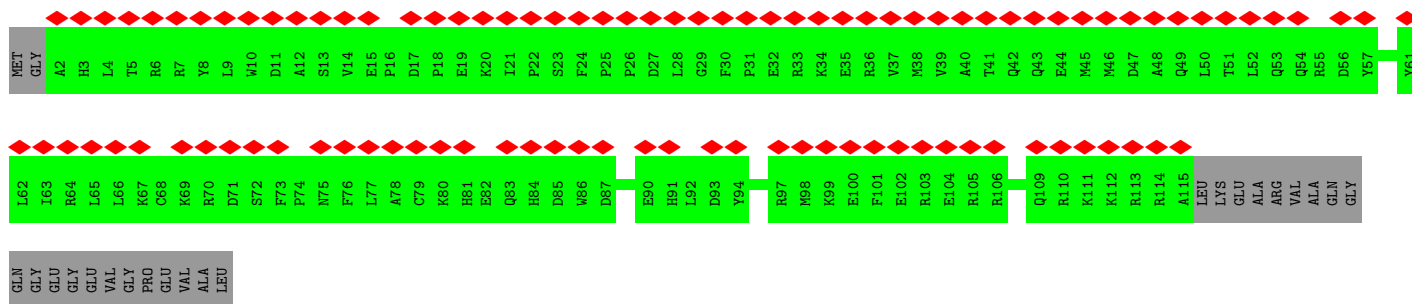 MET GLY A2 H3 L4 T5 R6 R7 Y8 L9 W10 D11 A12 S13 V14 E15 P16 D17 P18 E19 K20 I21 P22 S23 F24 P25 P26 D27 L28 G29 F30 P31 E32 R33 K34 E35 R36 V37 M38 V39 A40 T41 Q42 Q43 E44 M45 M46 D47 A48 Q49 L50 T51 L52 Q53 Q54 R55 D56 Y57 Y61
L62 I63 R64 L65 L66 K67 C68 K69 R70 D71 S72 F73 P74 N75 F76 L77 A78 C79 K80 H81 E82 Q83 H84 D85 W86 D87 E90 H91 L92 D93 Y94 R97 M98 K99 E100 F101 E102 R103 E104 R105 R106 Q109 R110 K111 K112 R113 R114 A115 LEU LYS GLU ALA ARG VAL ALA GLN GLY
GLN GLY GLU GLY GLU VAL GLY PRO GLU VAL ALA LEU